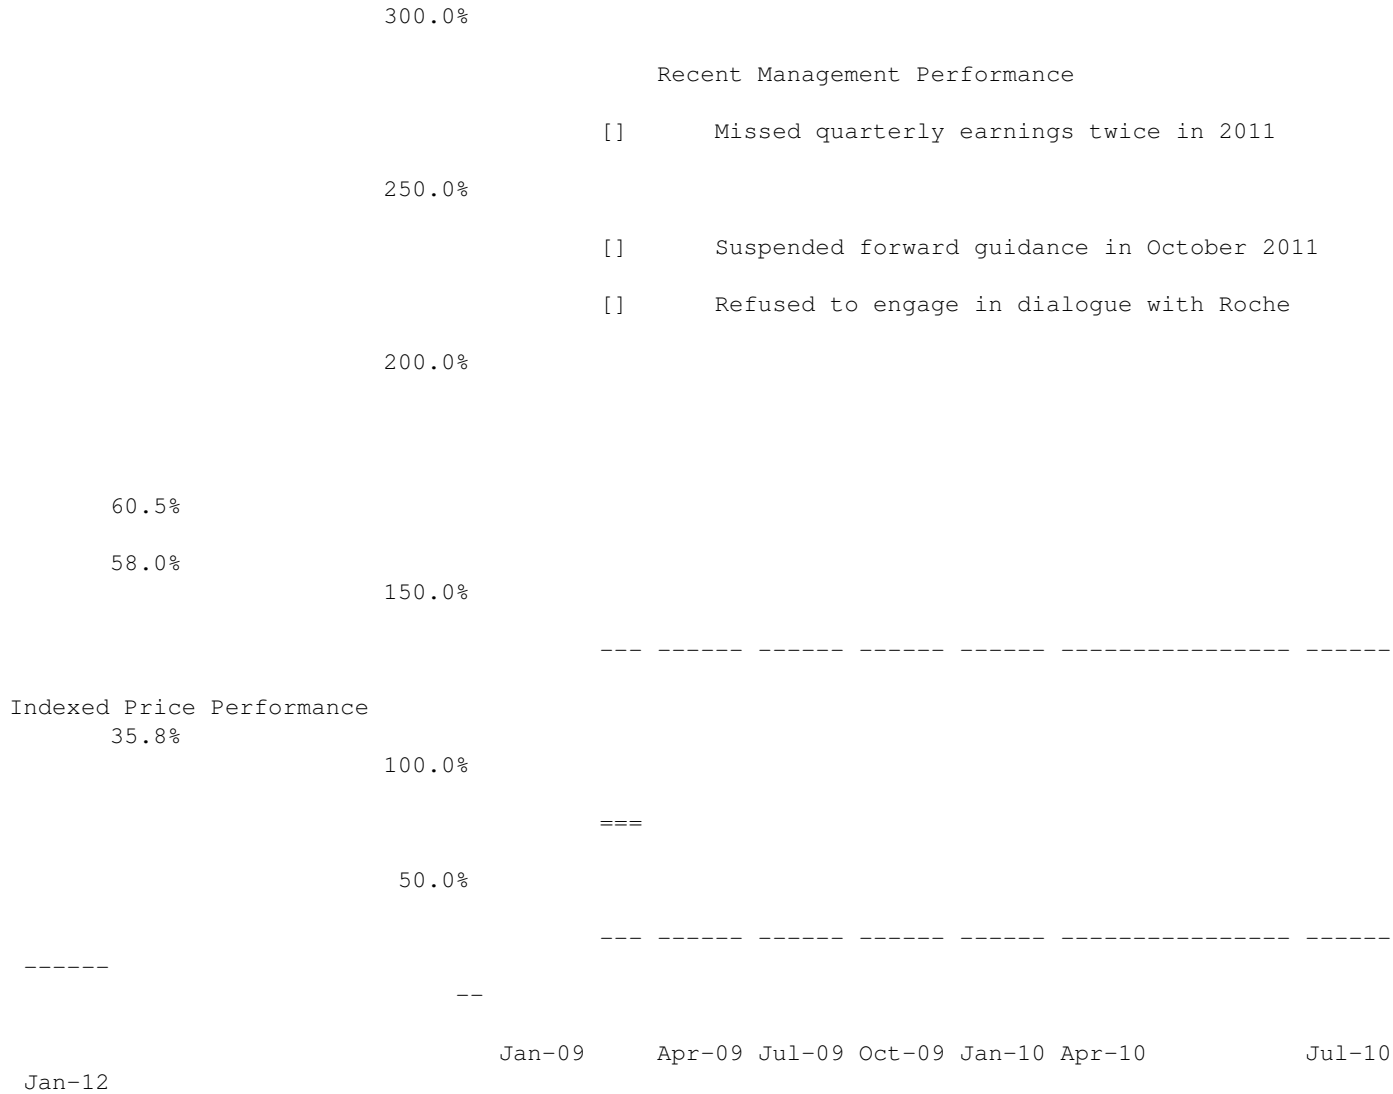 300.0%
Recent Management Performance
[] Missed quarterly earnings twice in 2011
250.0%
[] Suspended forward guidance in October 2011
[] Refused to engage in dialogue with Roche
200.0%
60.5%
58.0%
150.0%
--- ------ ------ ------ ------ ---------------- ------
Indexed Price Performance
35.8%
100.0%
===
50.0%
--- ------ ------ ------ ------ ---------------- ------
------
--
Jan-09 Apr-09 Jul-09 Oct-09 Jan-10 Apr-10 Jul-10
Jan-12